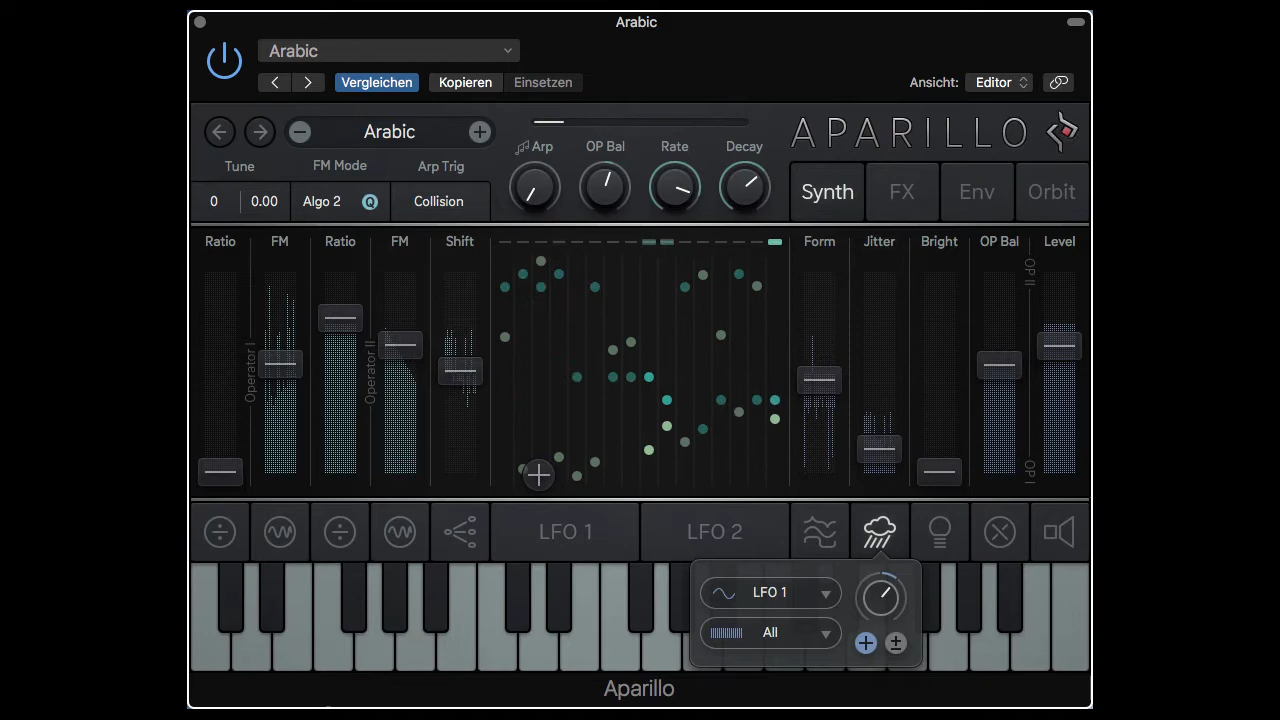 Arabic
Arabic
Vergleichen Kopieren Einsetzen Ansicht: Editor
Arabic
APARILLO
Tune FM Mode Arp Trig
Arp OP Bal Rate Decay
0 0.00 Algo 2 Q Collision
Synth FX Env Orbit
Ratio FM Ratio FM Shift Form Jitter Bright OP Bal Level
Operator I
Operator II
OP II
OP I
LFO 1 LFO 2
LFO 1
All
Aparillo